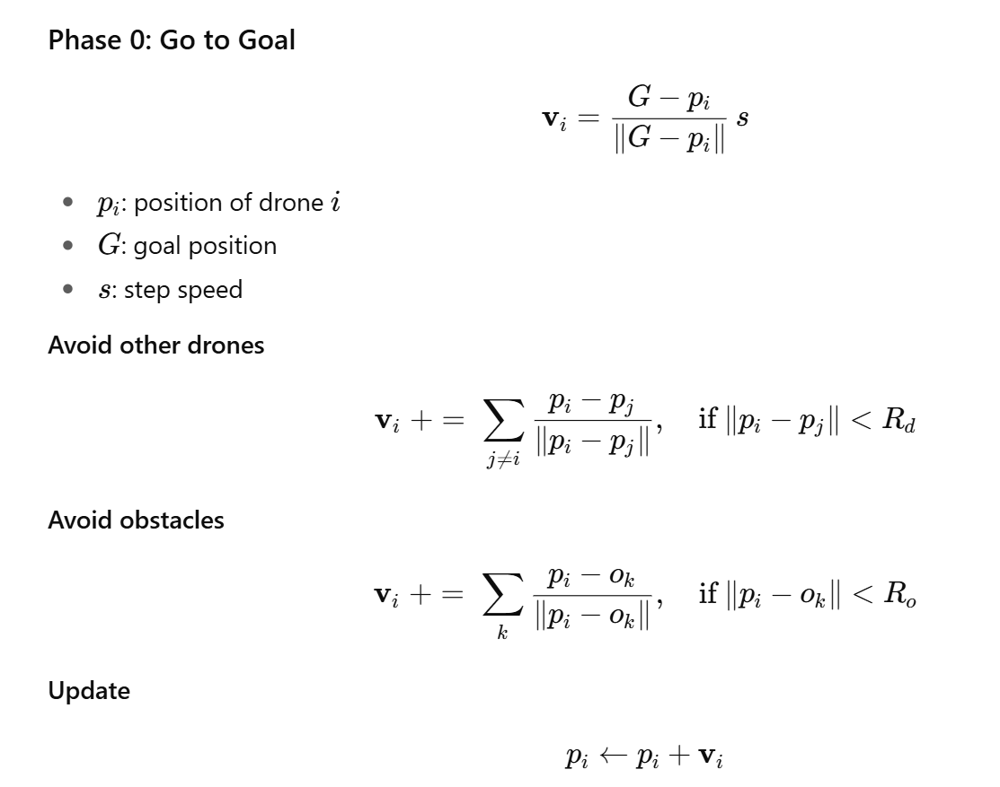 Phase 0: Go to Goal
$$\mathbf{v}_i = \frac{G - p_i}{\|G - p_i\|} \, s$$
• $p_i$: position of drone $i$
• $G$: goal position
• $s$: step speed
Avoid other drones
$$\mathbf{v}_i \mathrel{+}= \sum_{j \neq i} \frac{p_i - p_j}{\|p_i - p_j\|}, \quad \text{if } \|p_i - p_j\| < R_d$$
Avoid obstacles
$$\mathbf{v}_i \mathrel{+}= \sum_{k} \frac{p_i - o_k}{\|p_i - o_k\|}, \quad \text{if } \|p_i - o_k\| < R_o$$
Update
$$p_i \leftarrow p_i + \mathbf{v}_i$$